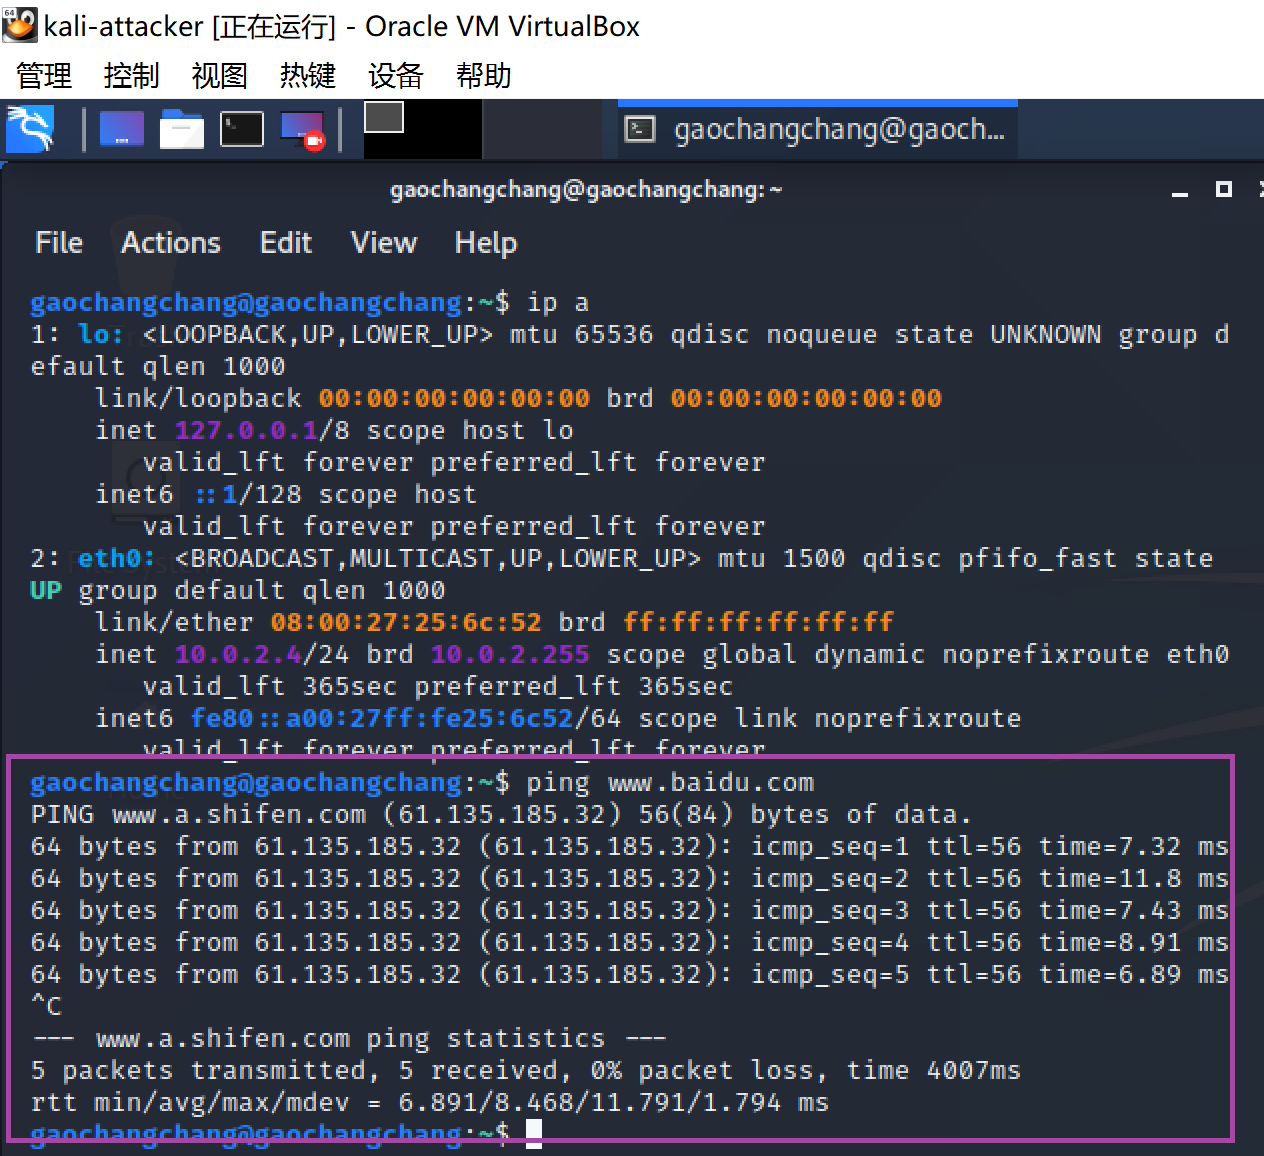 64
kali-attacker [正在运行] - Oracle VM VirtualBox
管理 控制 视图 热键 设备 帮助
gaochangchang@gaoch...
gaochangchang@gaochangchang: ~
File Actions Edit View Help
gaochangchang@gaochangchang:~$ ip a
1: lo: <LOOPBACK,UP,LOWER_UP> mtu 65536 qdisc noqueue state UNKNOWN group d
efault qlen 1000
link/loopback 00:00:00:00:00:00 brd 00:00:00:00:00:00
inet 127.0.0.1/8 scope host lo
valid_lft forever preferred_lft forever
inet6 ::1/128 scope host
valid_lft forever preferred_lft forever
2: eth0: <BROADCAST,MULTICAST,UP,LOWER_UP> mtu 1500 qdisc pfifo_fast state
UP group default qlen 1000
link/ether 08:00:27:25:6c:52 brd ff:ff:ff:ff:ff:ff
inet 10.0.2.4/24 brd 10.0.2.255 scope global dynamic noprefixroute eth0
valid_lft 365sec preferred_lft 365sec
inet6 fe80::a00:27ff:fe25:6c52/64 scope link noprefixroute
valid_lft forever preferred_lft forever
gaochangchang@gaochangchang:~$ ping www.baidu.com
PING www.a.shifen.com (61.135.185.32) 56(84) bytes of data.
64 bytes from 61.135.185.32 (61.135.185.32): icmp_seq=1 ttl=56 time=7.32 ms
64 bytes from 61.135.185.32 (61.135.185.32): icmp_seq=2 ttl=56 time=11.8 ms
64 bytes from 61.135.185.32 (61.135.185.32): icmp_seq=3 ttl=56 time=7.43 ms
64 bytes from 61.135.185.32 (61.135.185.32): icmp_seq=4 ttl=56 time=8.91 ms
64 bytes from 61.135.185.32 (61.135.185.32): icmp_seq=5 ttl=56 time=6.89 ms
^C
--- www.a.shifen.com ping statistics ---
5 packets transmitted, 5 received, 0% packet loss, time 4007ms
rtt min/avg/max/mdev = 6.891/8.468/11.791/1.794 ms
gaochangchang@gaochangchang:~$